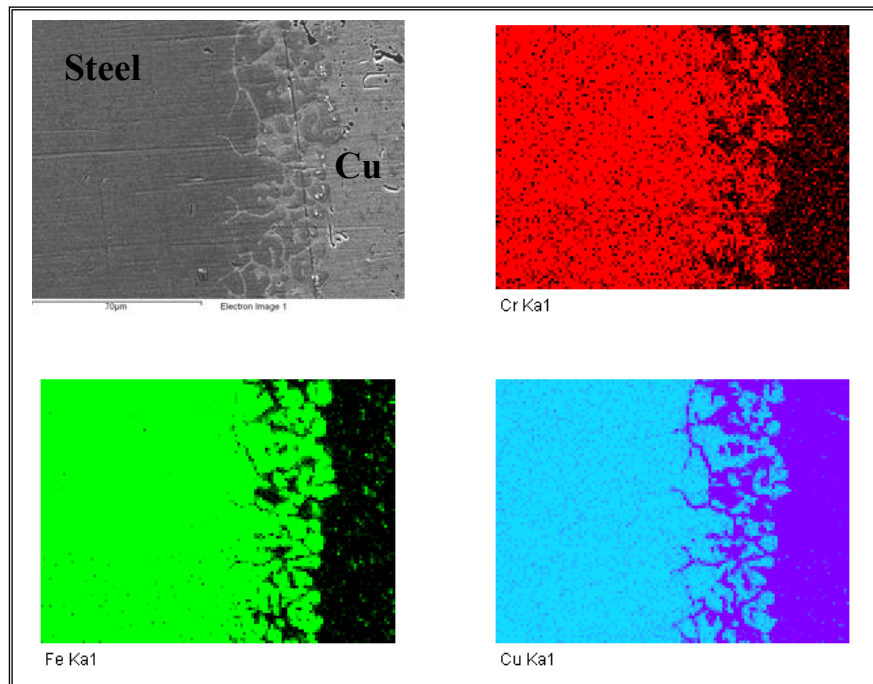 Steel
Cu
70µm
Electron Image 1
Cr Ka1
Fe Ka1
Cu Ka1